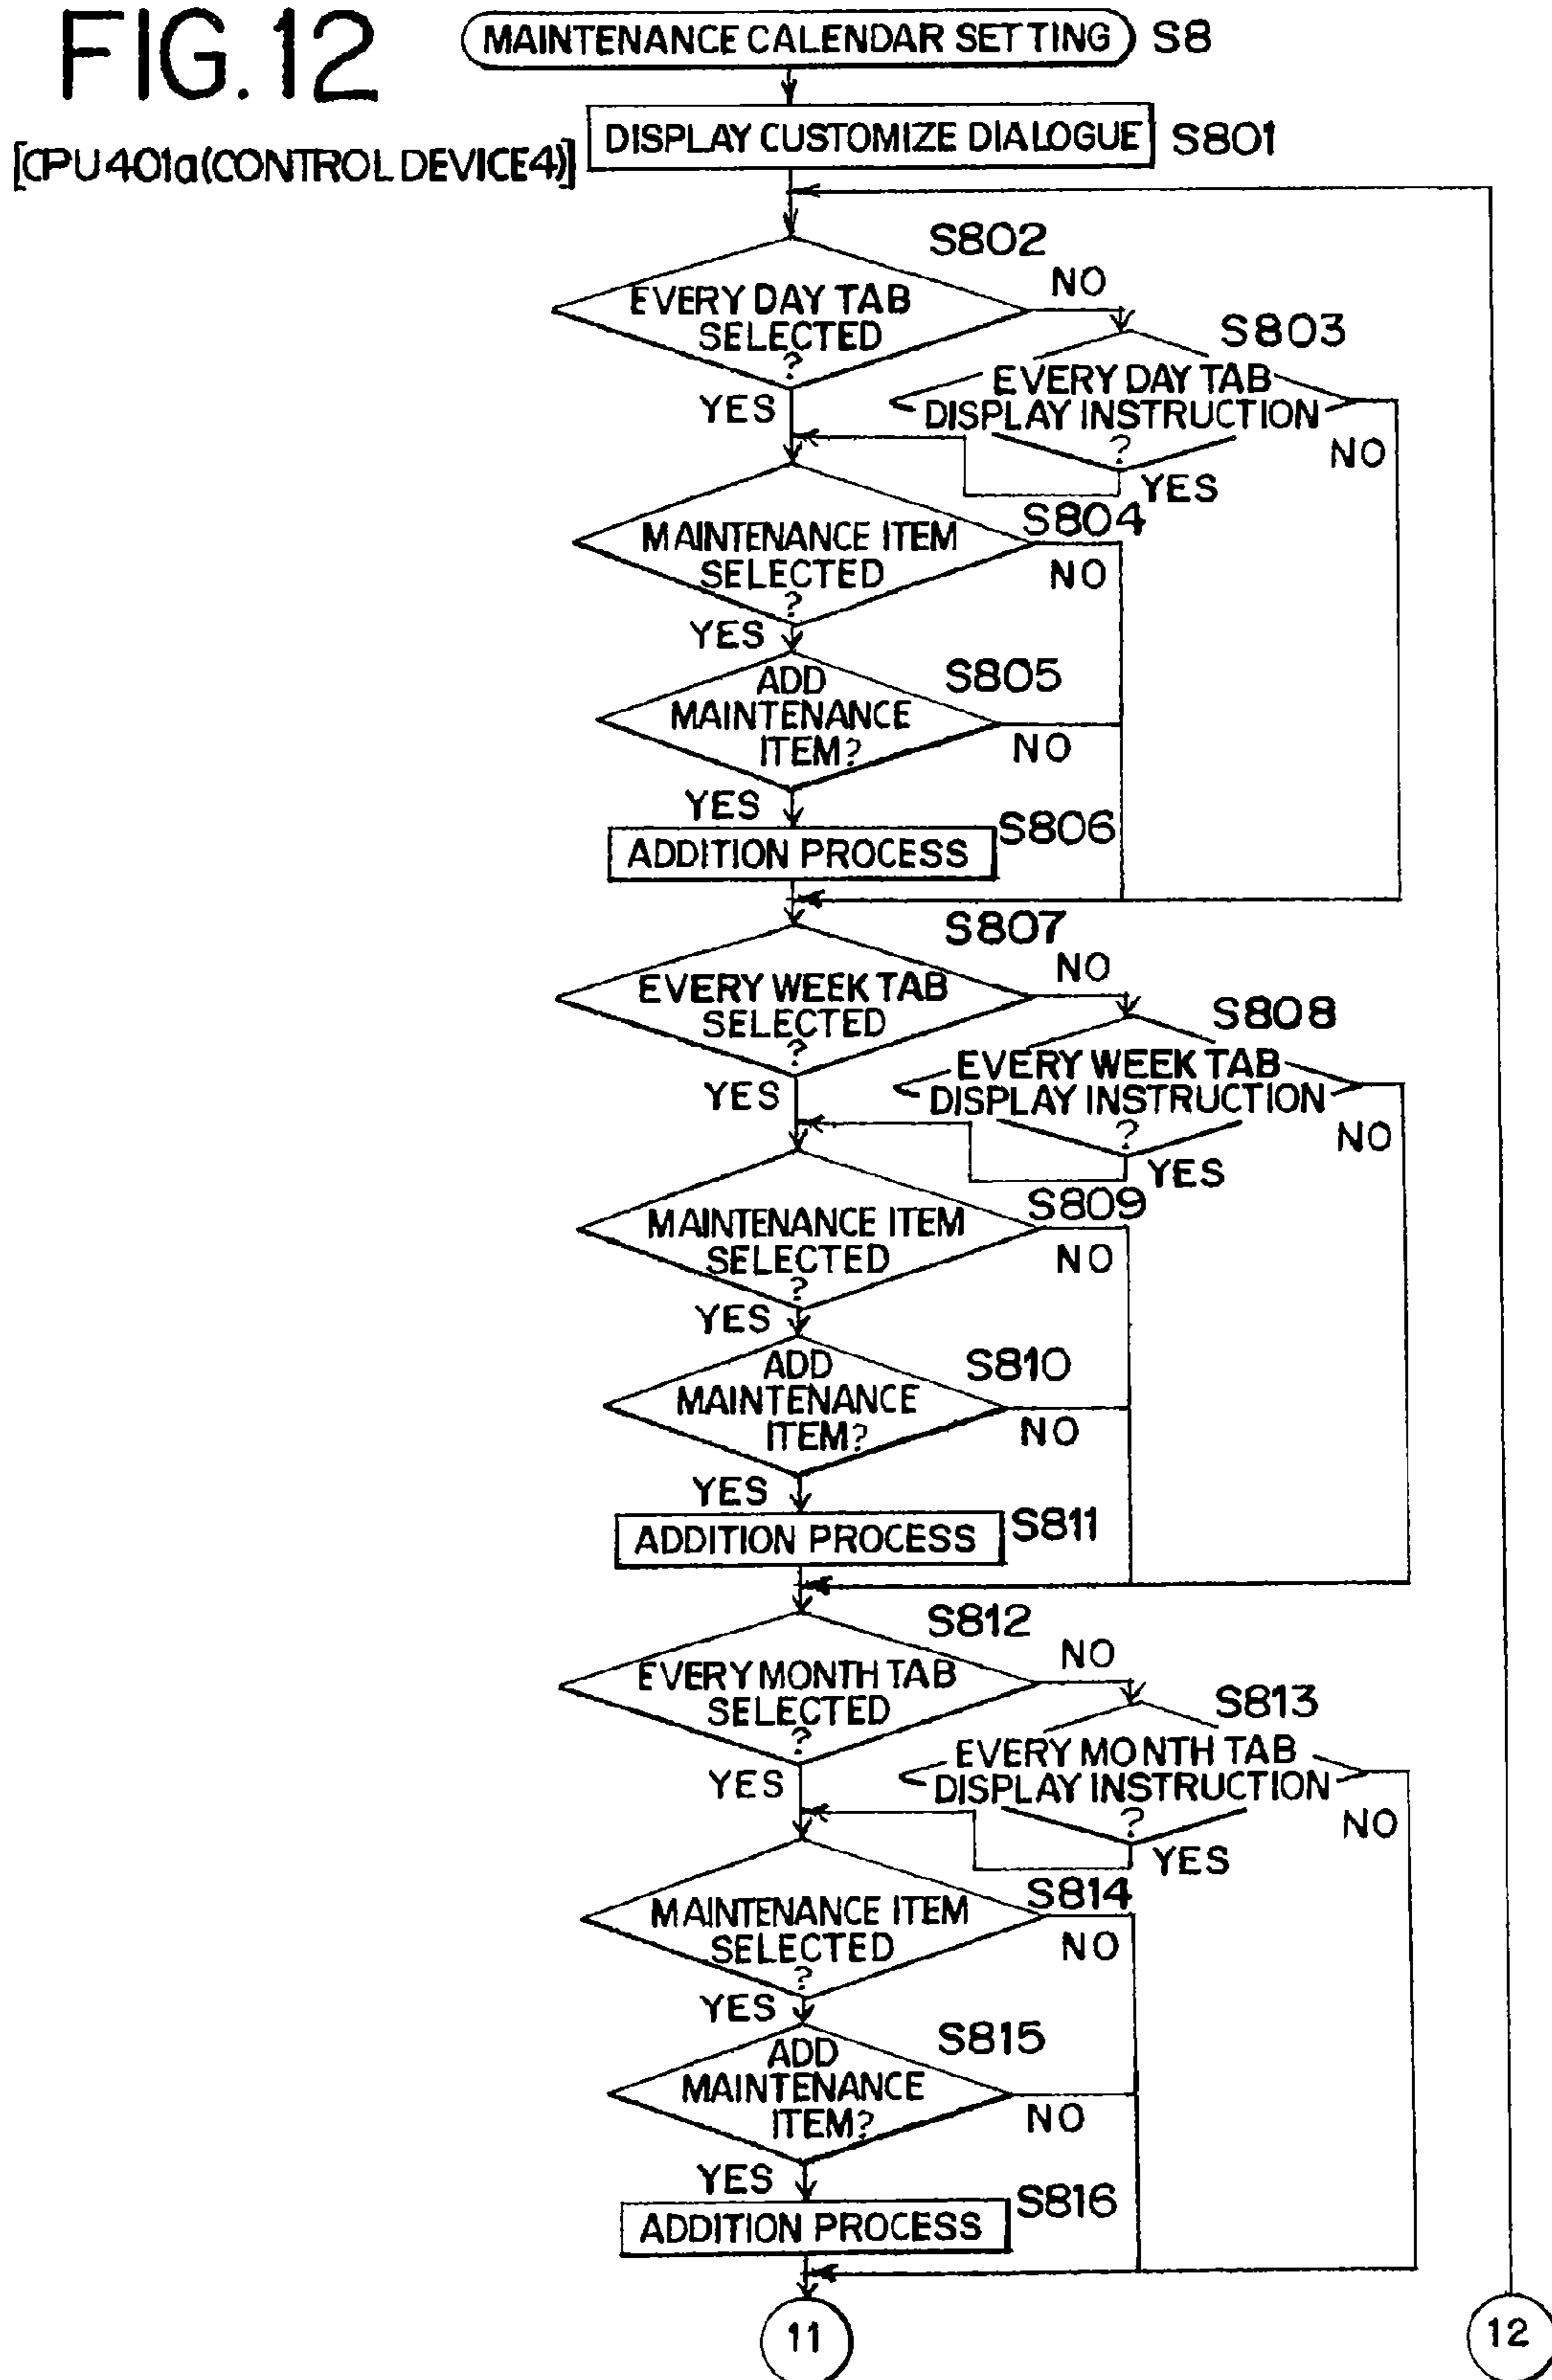 FIG.12
MAINTENANCE CALENDAR SETTING S8
[CPU401a(CONTROL DEVICE4)]
DISPLAY CUSTOMIZE DIALOGUE S801
S802
EVERY DAY TAB
SELECTED
?
NO
YES
S803
EVERY DAY TAB
DISPLAY INSTRUCTION
?
NO
YES
S804
MAINTENANCE ITEM
SELECTED
?
NO
YES
S805
ADD
MAINTENANCE
ITEM?
NO
YES
S806
ADDITION PROCESS
S807
EVERY WEEK TAB
SELECTED
?
NO
YES
S808
EVERY WEEK TAB
DISPLAY INSTRUCTION
?
NO
YES
S809
MAINTENANCE ITEM
SELECTED
?
NO
YES
S810
ADD
MAINTENANCE
ITEM?
NO
YES
S811
ADDITION PROCESS
S812
EVERY MONTH TAB
SELECTED
?
NO
YES
S813
EVERY MONTH TAB
DISPLAY INSTRUCTION
?
NO
YES
S814
MAINTENANCE ITEM
SELECTED
?
NO
YES
S815
ADD
MAINTENANCE
ITEM?
NO
YES
S816
ADDITION PROCESS
11
12